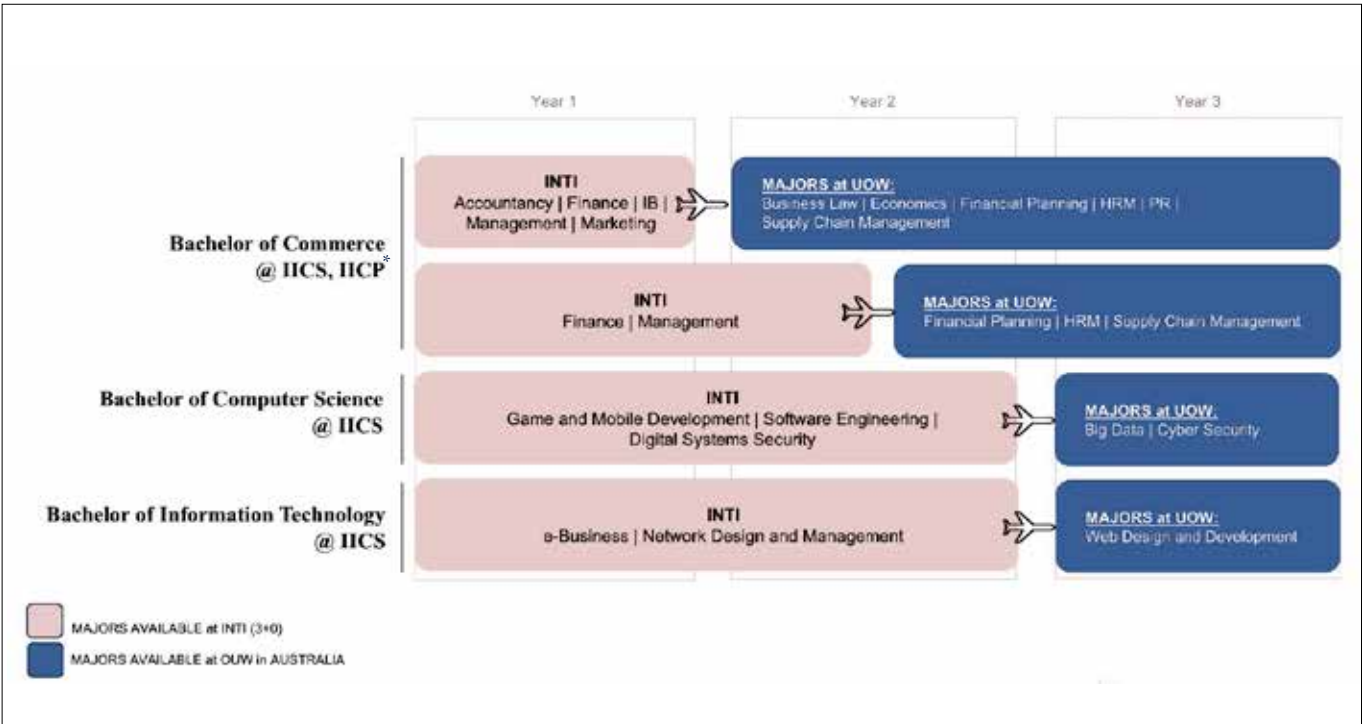 Year 1
Year 2
Year 3
Bachelor of Commerce
@ IICS, IICP*
INTI
Accountancy | Finance | IB |
Management | Marketing
MAJORS at UOW:
Business Law | Economics | Financial Planning | HRM | PR |
Supply Chain Management
INTI
Finance | Management
MAJORS at UOW:
Financial Planning | HRM | Supply Chain Management
Bachelor of Computer Science
@ IICS
INTI
Game and Mobile Development | Software Engineering |
Digital Systems Security
MAJORS at UOW:
Big Data | Cyber Security
Bachelor of Information Technology
@ IICS
INTI
e-Business | Network Design and Management
MAJORS at UOW:
Web Design and Development
MAJORS AVAILABLE at INTI (3+0)
MAJORS AVAILABLE at OUW in AUSTRALIA